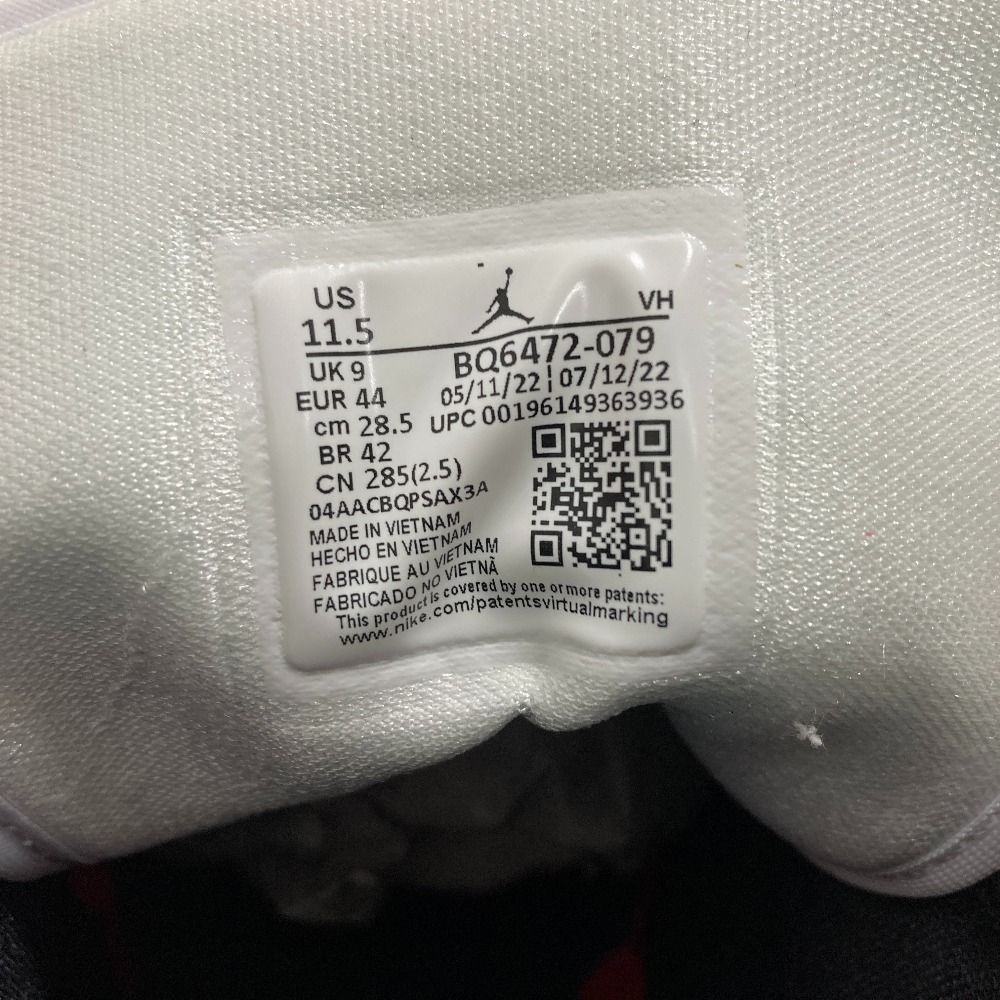 US
VH
11.5
BQ6472-079
UK 9
05/11/22 | 07/12/22
EUR 44
UPC 00196149363936
cm 28.5
BR 42
CN 285(2.5)
04AACBQPSAX3A
MADE IN VIETNAM
HECHO EN VIETNAM
FABRIQUE AU VIETNAM
FABRICADO NO VIETNÃ
This product is covered by one or more patents:
www.nike.com/patentsvirtualmarking